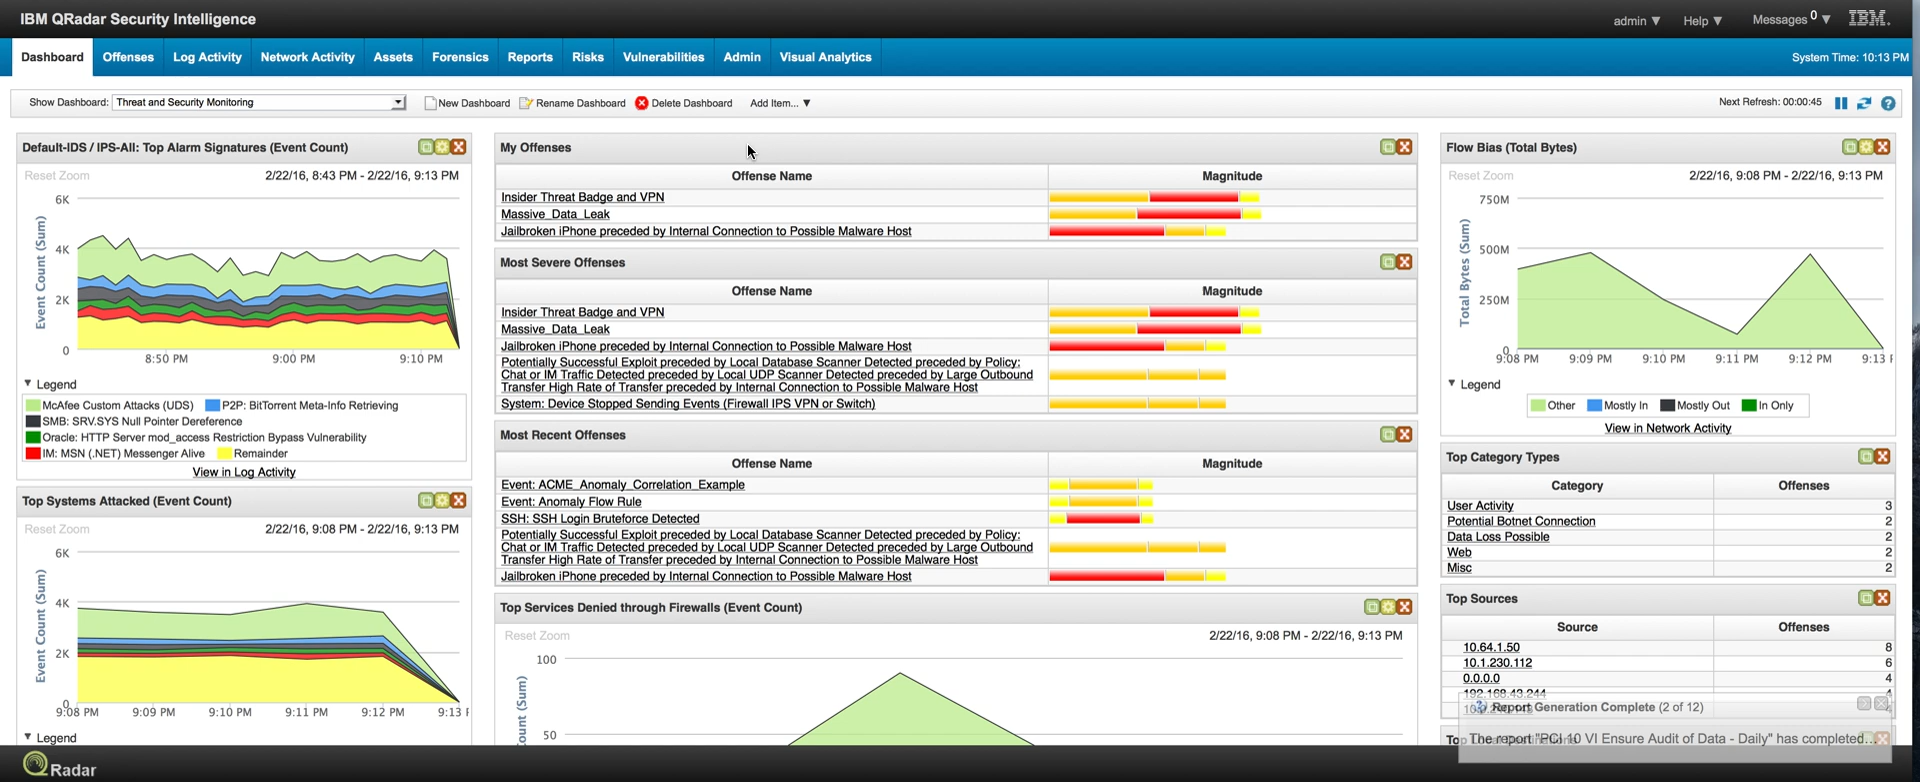 IBM QRadar Security Intelligence
admin ▼ Help ▼ Messages 0 ▼ IBM.
Dashboard Offenses Log Activity Network Activity Assets Forensics Reports Risks Vulnerabilities Admin Visual Analytics
System Time: 10:13 PM
Show Dashboard: Threat and Security Monitoring New Dashboard Rename Dashboard Delete Dashboard Add Item... ▼
Next Refresh: 00:00:45
Default-IDS / IPS-All: Top Alarm Signatures (Event Count)
Reset Zoom 2/22/16, 8:43 PM - 2/22/16, 9:13 PM
Event Count (Sum)
6K
4K
2K
0
8:50 PM 9:00 PM 9:10 PM
▼ Legend
McAfee Custom Attacks (UDS) P2P: BitTorrent Meta-Info Retrieving
SMB: SRV.SYS Null Pointer Dereference
Oracle: HTTP Server mod_access Restriction Bypass Vulnerability
IM: MSN (.NET) Messenger Alive Remainder
View in Log Activity
Top Systems Attacked (Event Count)
Reset Zoom 2/22/16, 9:08 PM - 2/22/16, 9:13 PM
Event Count (Sum)
6K
4K
2K
0
9:08 PM 9:09 PM 9:10 PM 9:11 PM 9:12 PM 9:13
▼ Legend
My Offenses
Offense Name Magnitude
Insider Threat Badge and VPN
Massive_Data_Leak
Jailbroken iPhone preceded by Internal Connection to Possible Malware Host
Most Severe Offenses
Offense Name Magnitude
Insider Threat Badge and VPN
Massive_Data_Leak
Jailbroken iPhone preceded by Internal Connection to Possible Malware Host
Potentially Successful Exploit preceded by Local Database Scanner Detected preceded by Policy:
Chat or IM Traffic Detected preceded by Local UDP Scanner Detected preceded by Large Outbound
Transfer High Rate of Transfer preceded by Internal Connection to Possible Malware Host
System: Device Stopped Sending Events (Firewall IPS VPN or Switch)
Most Recent Offenses
Offense Name Magnitude
Event: ACME_Anomaly_Correlation_Example
Event: Anomaly Flow Rule
SSH: SSH Login Bruteforce Detected
Potentially Successful Exploit preceded by Local Database Scanner Detected preceded by Policy:
Chat or IM Traffic Detected preceded by Local UDP Scanner Detected preceded by Large Outbound
Transfer High Rate of Transfer preceded by Internal Connection to Possible Malware Host
Jailbroken iPhone preceded by Internal Connection to Possible Malware Host
Top Services Denied through Firewalls (Event Count)
Reset Zoom 2/22/16, 9:08 PM - 2/22/16, 9:13 PM
(Sum)
100
50
Flow Bias (Total Bytes)
Reset Zoom 2/22/16, 9:08 PM - 2/22/16, 9:13 PM
Total Bytes (Sum)
750M
500M
250M
0
9:08 PM 9:09 PM 9:10 PM 9:11 PM 9:12 PM 9:13
▼ Legend
Other Mostly In Mostly Out In Only
View in Network Activity
Top Category Types
Category Offenses
User Activity 3
Potential Botnet Connection 2
Data Loss Possible 2
Web 2
Misc 2
Top Sources
Source Offenses
10.64.1.50 8
10.1.230.112 6
0.0.0.0 4
192.168.43.244 4
Report Generation Complete (2 of 12)
The report "PCI 10 VI Ensure Audit of Data - Daily" has completed...
QRadar